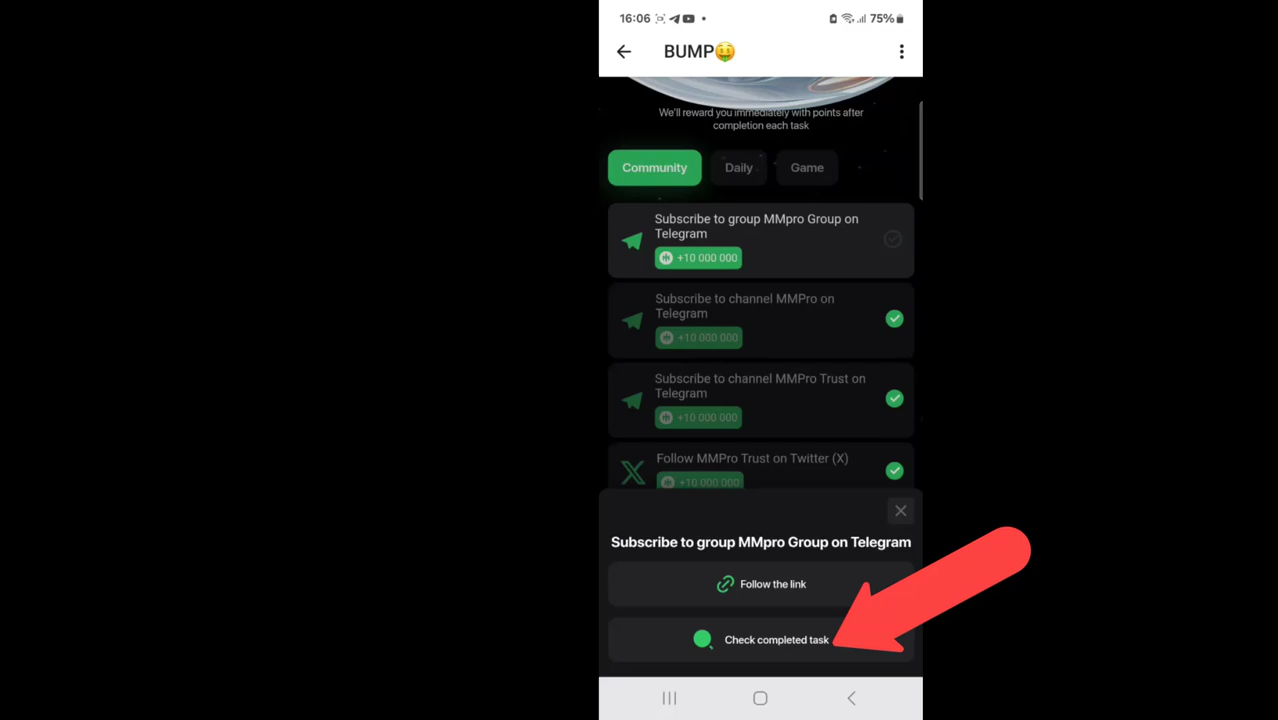 16:06
75%
BUMP🤑
We'll reward you immediately with points after
completion each task
Community
Daily
Game
Subscribe to group MMpro Group on
Telegram
+10 000 000
Subscribe to channel MMPro on
Telegram
+10 000 000
Subscribe to channel MMPro Trust on
Telegram
+10 000 000
Follow MMPro Trust on Twitter (X)
+10 000 000
Subscribe to group MMpro Group on Telegram
Follow the link
Check completed task